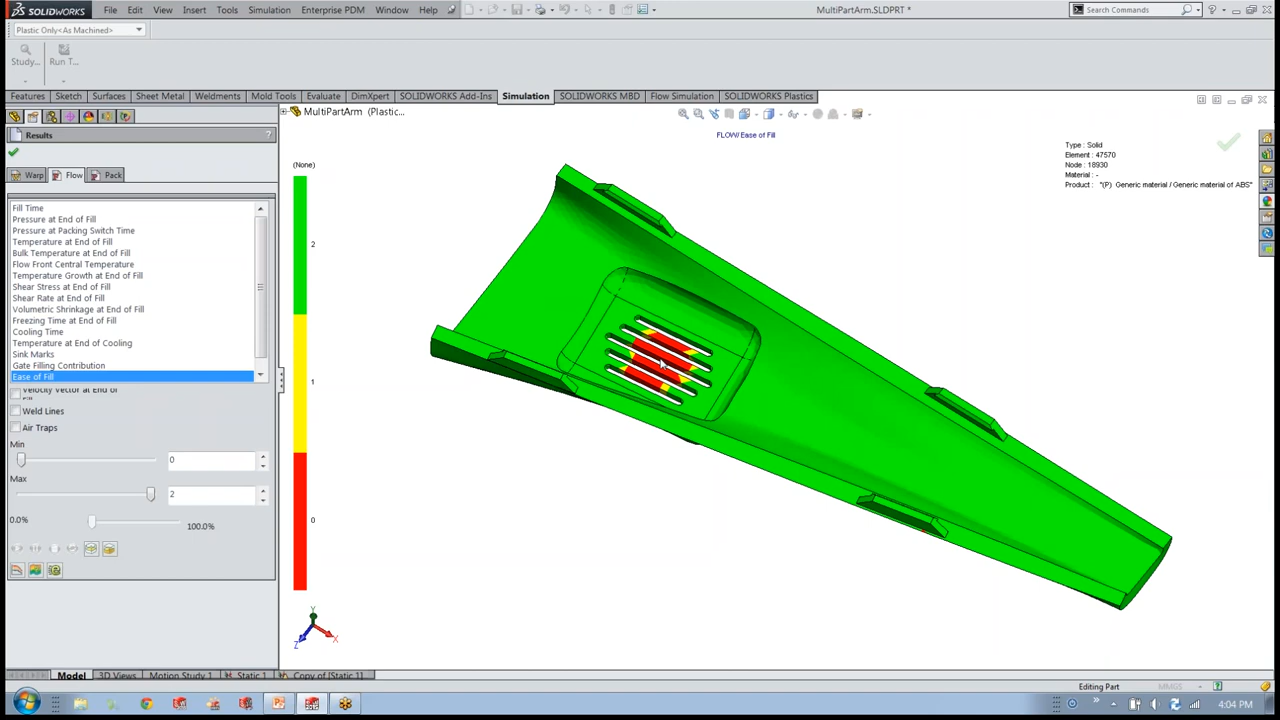 SOLIDWORKS File Edit View Insert Tools Simulation Enterprise PDM Window Help MultiPartArm.SLDPRT * Search Commands
Plastic Only<As Machined>
Study... Run T...
Features Sketch Surfaces Sheet Metal Weldments Mold Tools Evaluate DimXpert SOLIDWORKS Add-Ins Simulation SOLIDWORKS MBD Flow Simulation SOLIDWORKS Plastics
MultiPartArm (Plastic...
Results ?
Warp Flow Pack
Fill Time
Pressure at End of Fill
Pressure at Packing Switch Time
Temperature at End of Fill
Bulk Temperature at End of Fill
Flow Front Central Temperature
Temperature Growth at End of Fill
Shear Stress at End of Fill
Shear Rate at End of Fill
Volumetric Shrinkage at End of Fill
Freezing Time at End of Fill
Cooling Time
Temperature at End of Cooling
Sink Marks
Gate Filling Contribution
Ease of Fill
Velocity Vector at End of
Weld Lines
Air Traps
Min
0
Max
2
0.0% 100.0%
FLOW/Ease of Fill
(None)
2
1
0
Type : Solid
Element : 47570
Node : 18930
Material : -
Product : "(P) Generic material / Generic material of ABS"
Y
Z X
Model 3D Views Motion Study 1 Static 1 Copy of [Static 1]
Editing Part MMGS
4:04 PM